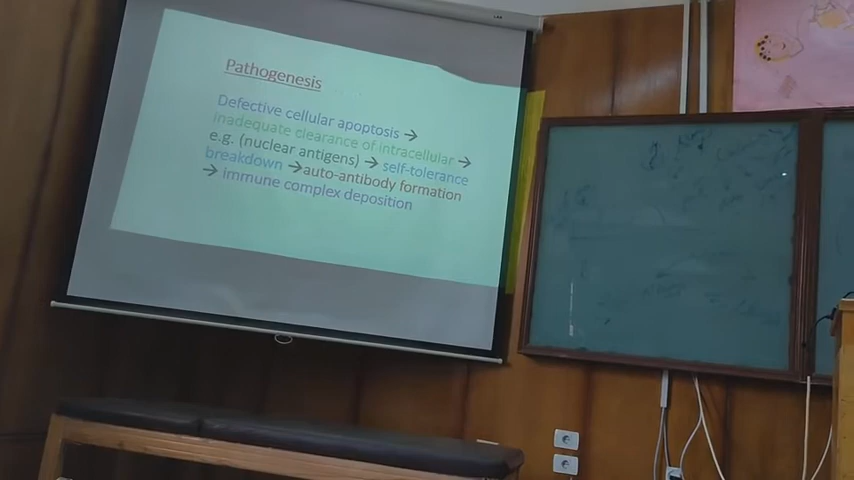 Pathogenesis
Defective cellular apoptosis →
inadequate clearance of intracellular →
e.g. (nuclear antigens) → self-tolerance
breakdown →auto-antibody formation
→ immune complex deposition